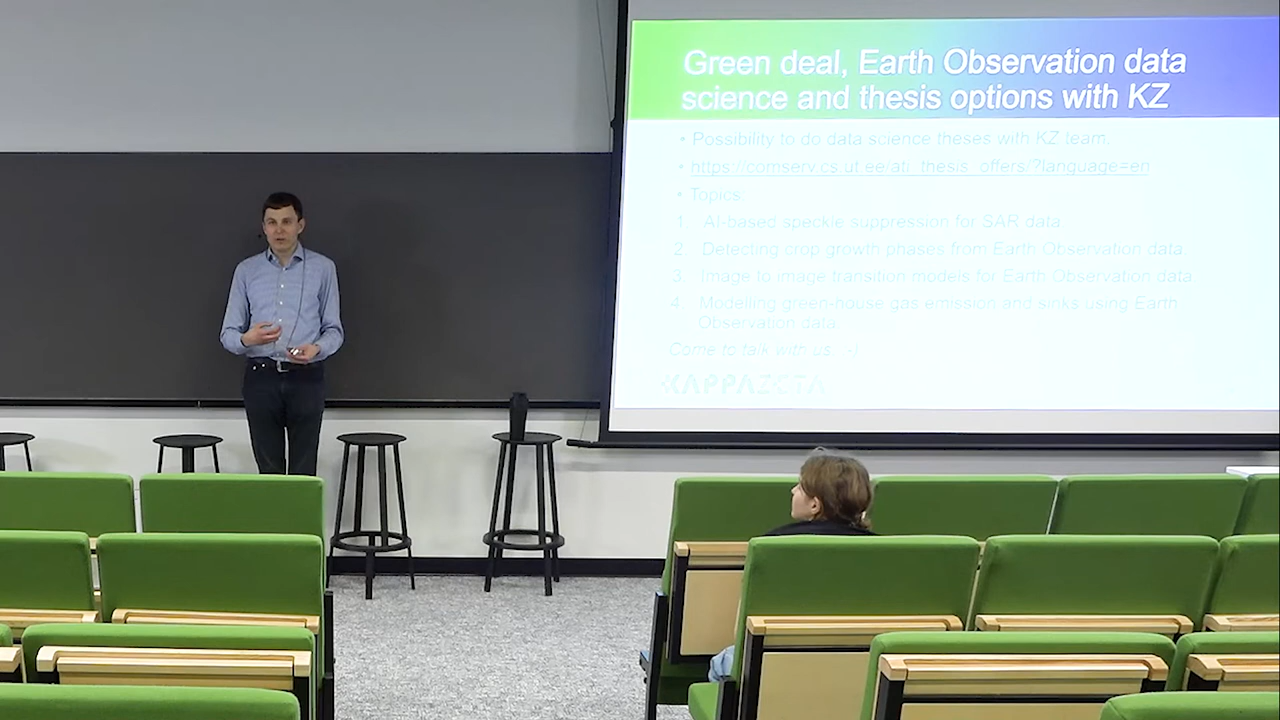 Green deal, Earth Observation data
science and thesis options with KZ
• Possibility to do data science theses with KZ team.
• https://comserv.cs.ut.ee/ati_thesis_offers/?language=en
• Topics:
1. AI-based speckle suppression for SAR data
2. Detecting crop growth phases from Earth Observation data
3. Image to image transition models for Earth Observation data
4. Modelling green-house gas emission and sinks using Earth
Observation data.
Come to talk with us :-)
KAPPAZETA